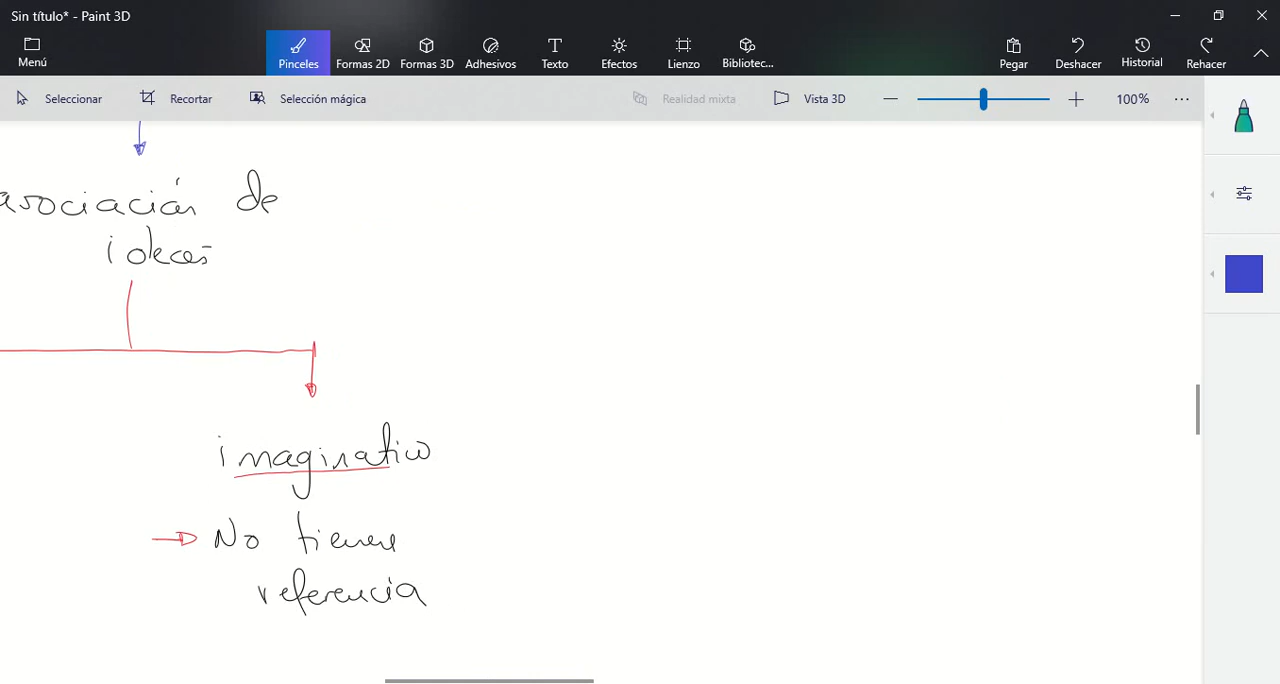 Sin título* - Paint 3D
Menú
Pinceles
Formas 2D
Formas 3D
Adhesivos
Texto
Efectos
Lienzo
Bibliotec...
Pegar
Deshacer
Historial
Rehacer
Seleccionar
Recortar
Selección mágica
Realidad mixta
Vista 3D
100%
asociación de
ideas
imaginativo
No tienen
referencia